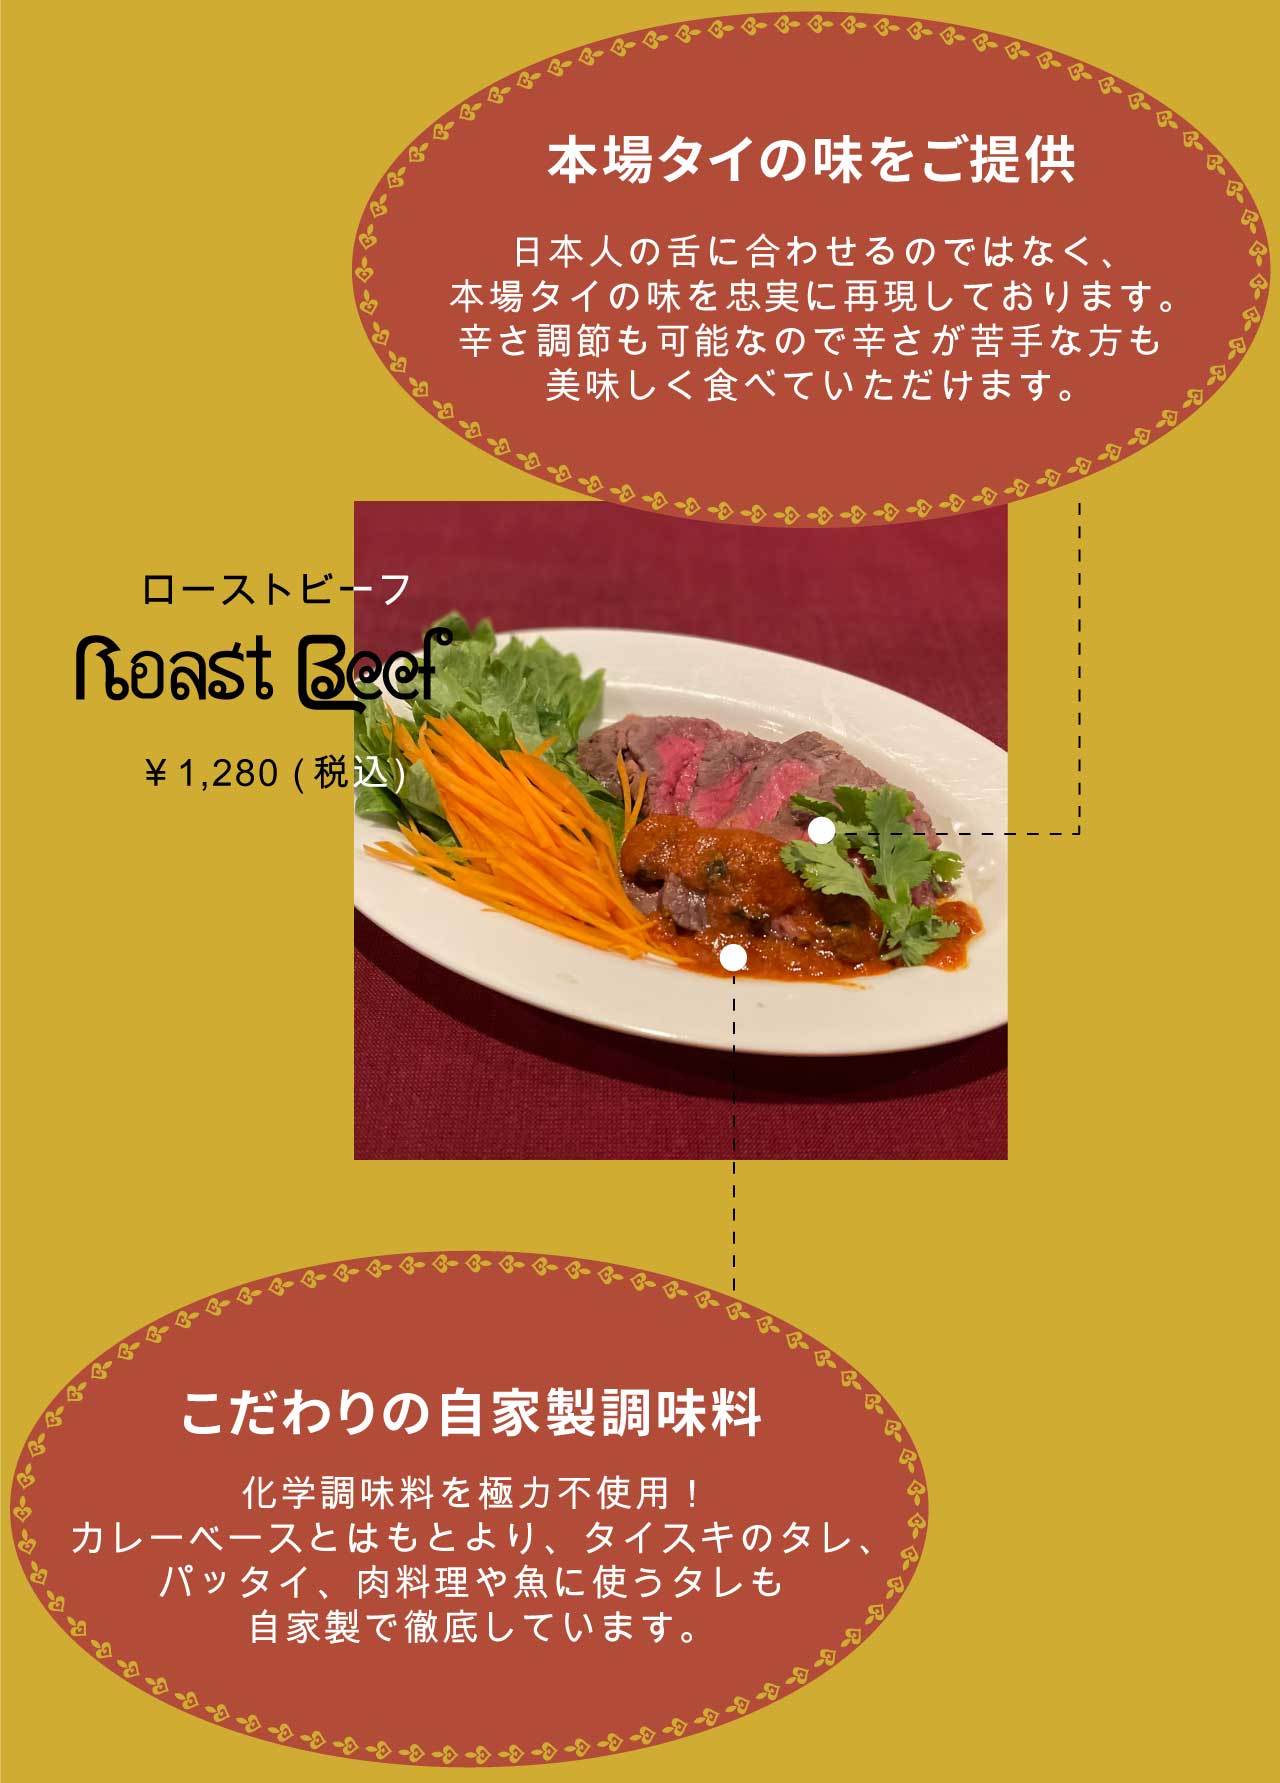 本場タイの味をご提供
日本人の舌に合わせるのではなく、
本場タイの味を忠実に再現しております。
辛さ調節も可能なので辛さが苦手な方も
美味しく食べていただけます。
ローストビーフ
Roast Beef
¥1,280 (税込)
こだわりの自家製調味料
化学調味料を極力不使用！
カレーベースとはもとより、タイスキのタレ、
パッタイ、肉料理や魚に使うタレも
自家製で徹底しています。